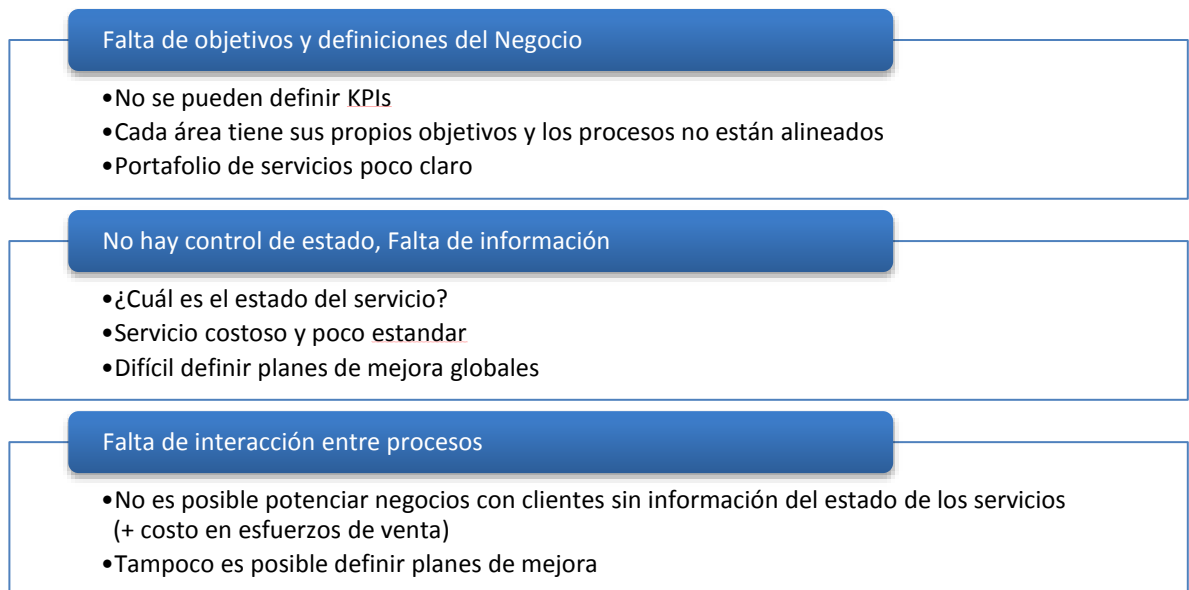 Falta de objetivos y definiciones del Negocio
•No se pueden definir KPIs
•Cada área tiene sus propios objetivos y los procesos no están alineados
•Portafolio de servicios poco claro
No hay control de estado, Falta de información
•¿Cuál es el estado del servicio?
•Servicio costoso y poco estandar
•Difícil definir planes de mejora globales
Falta de interacción entre procesos
•No es posible potenciar negocios con clientes sin información del estado de los servicios
(+ costo en esfuerzos de venta)
•Tampoco es posible definir planes de mejora